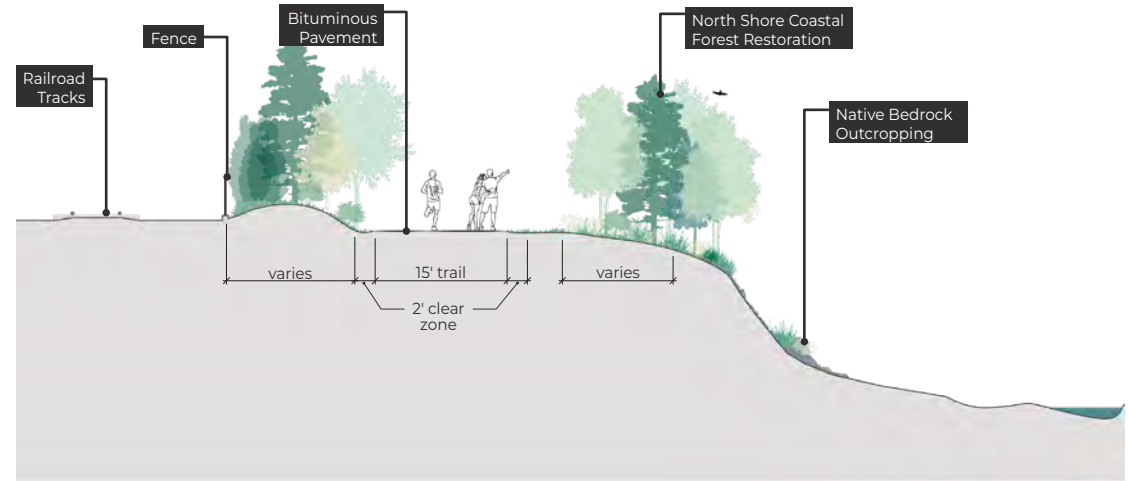 Bituminous
Pavement
North Shore Coastal
Forest Restoration
Fence
Railroad
Tracks
Native Bedrock
Outcropping
varies
15' trail
varies
2' clear
zone